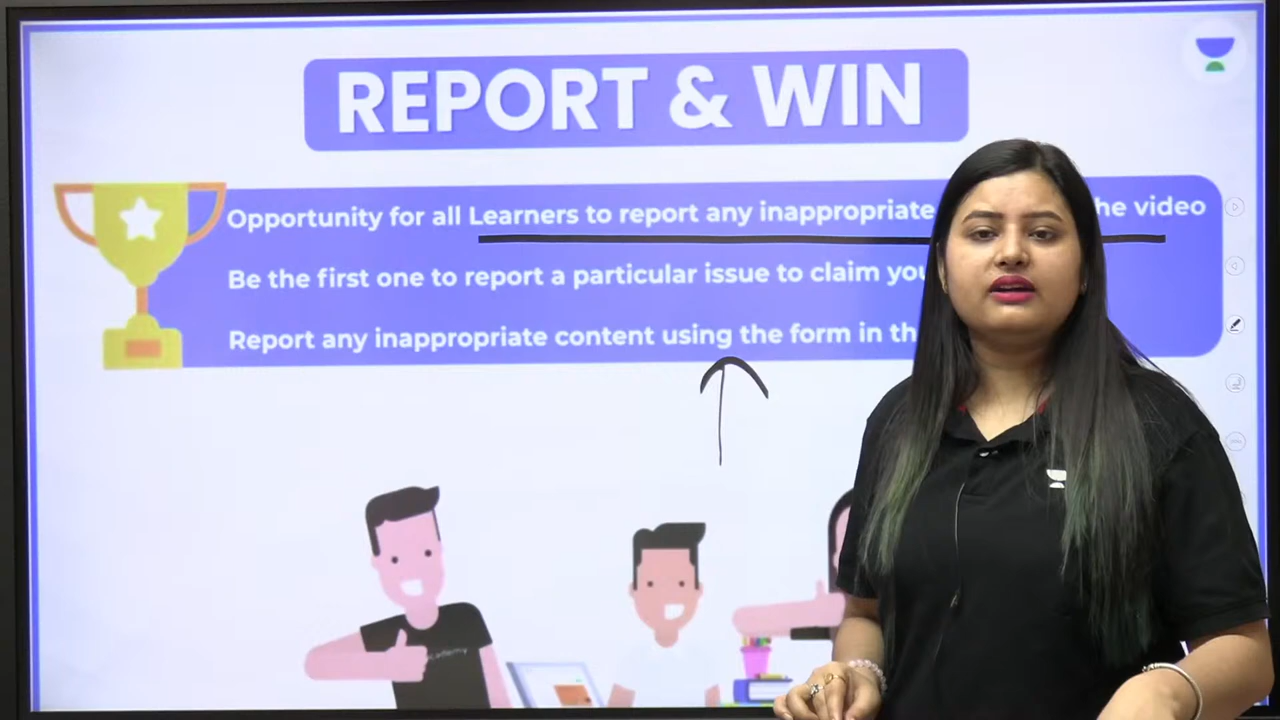 REPORT & WIN
Opportunity for all Learners to report any inappropriate he video
Be the first one to report a particular issue to claim you
Report any inappropriate content using the form in th
cademy